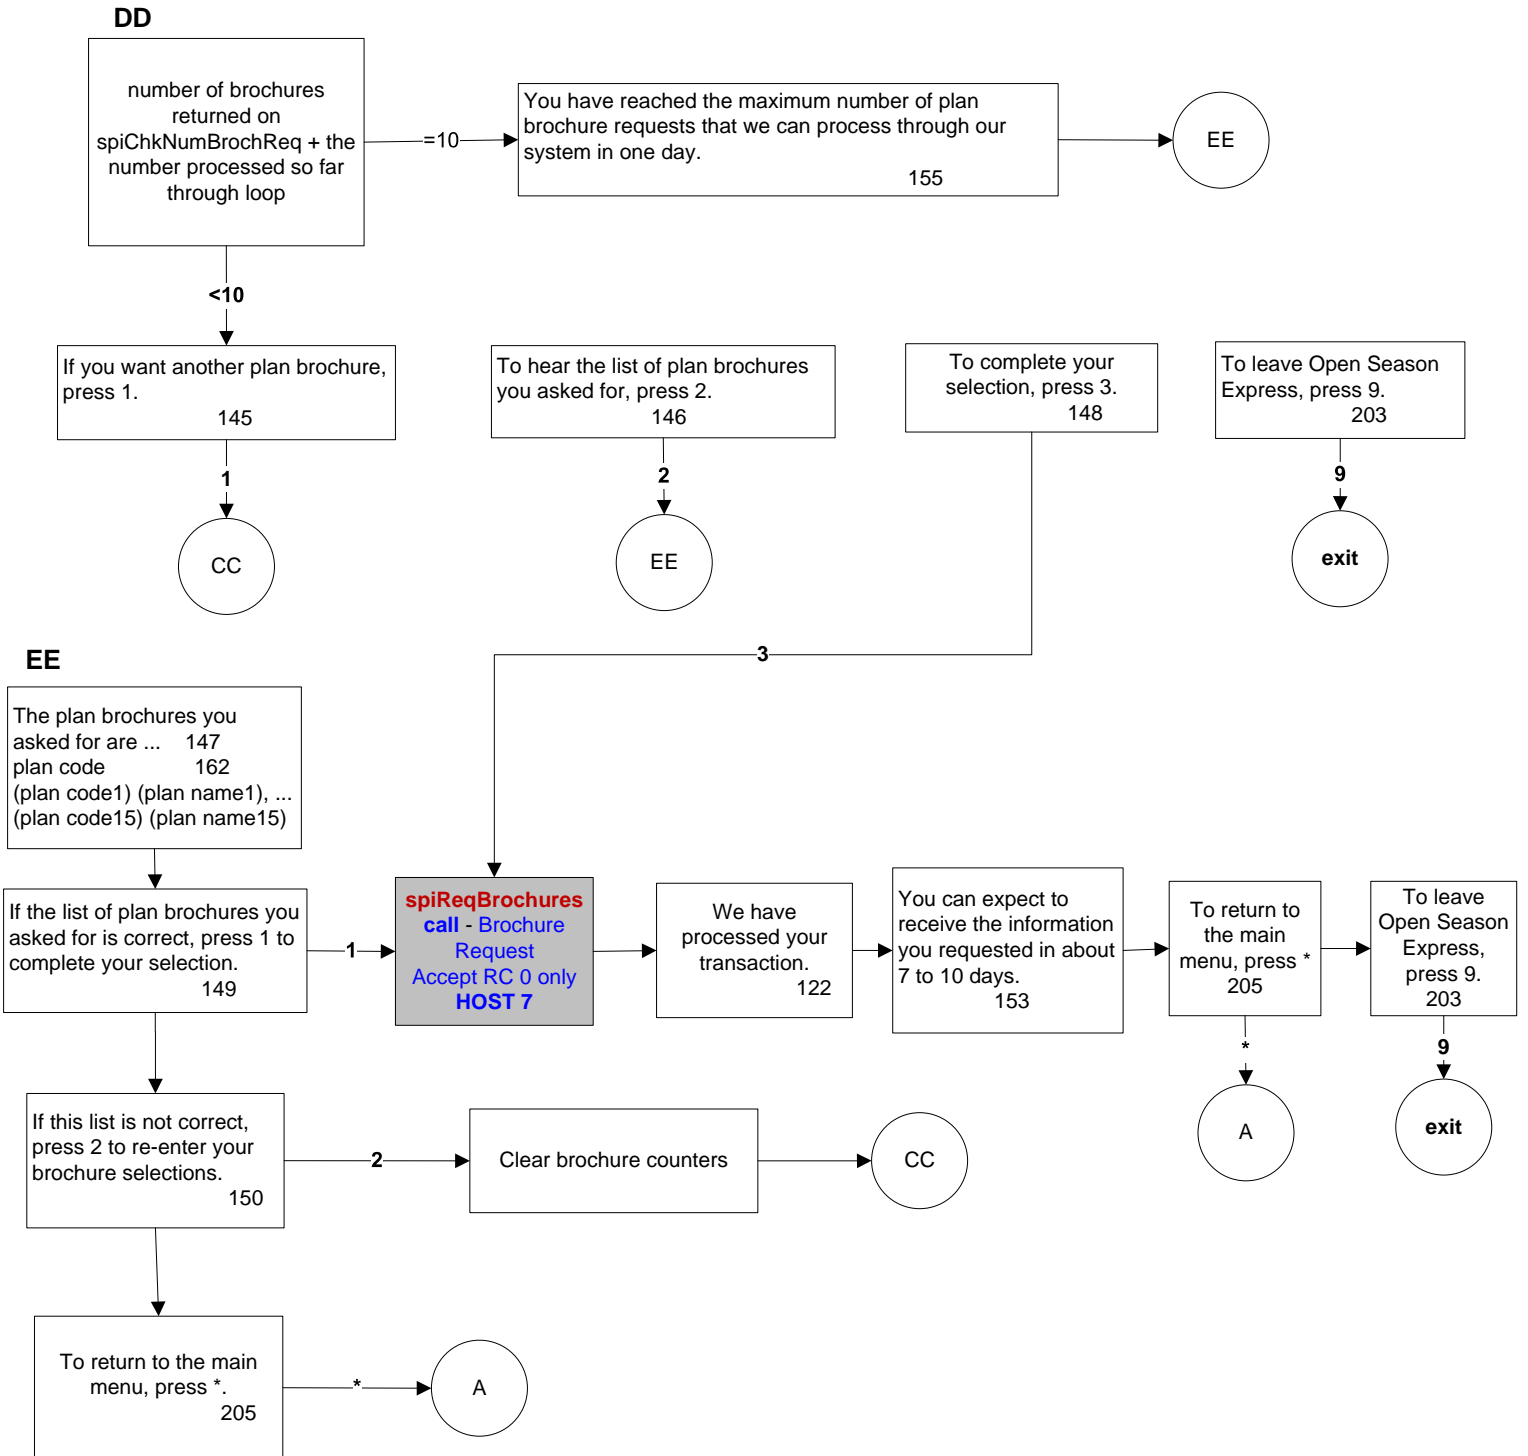 DD
number of brochures
returned on
spiChkNumBrochReq + the
number processed so far
through loop
=10
You have reached the maximum number of plan
brochure requests that we can process through our
system in one day.
155
EE
<10
If you want another plan brochure,
press 1.
145
1
CC
To hear the list of plan brochures
you asked for, press 2.
146
2
EE
To complete your
selection, press 3.
148
3
To leave Open Season
Express, press 9.
203
9
exit
EE
The plan brochures you
asked for are ... 147
plan code 162
(plan code1) (plan name1), ...
(plan code15) (plan name15)
If the list of plan brochures you
asked for is correct, press 1 to
complete your selection.
149
1
spiReqBrochures
call - Brochure
Request
Accept RC 0 only
HOST 7
We have
processed your
transaction.
122
You can expect to
receive the information
you requested in about
7 to 10 days.
153
To return to
the main
menu, press *
205
*
A
To leave
Open Season
Express,
press 9.
203
9
exit
If this list is not correct,
press 2 to re-enter your
brochure selections.
150
2
Clear brochure counters
CC
To return to the main
menu, press *.
205
*
A